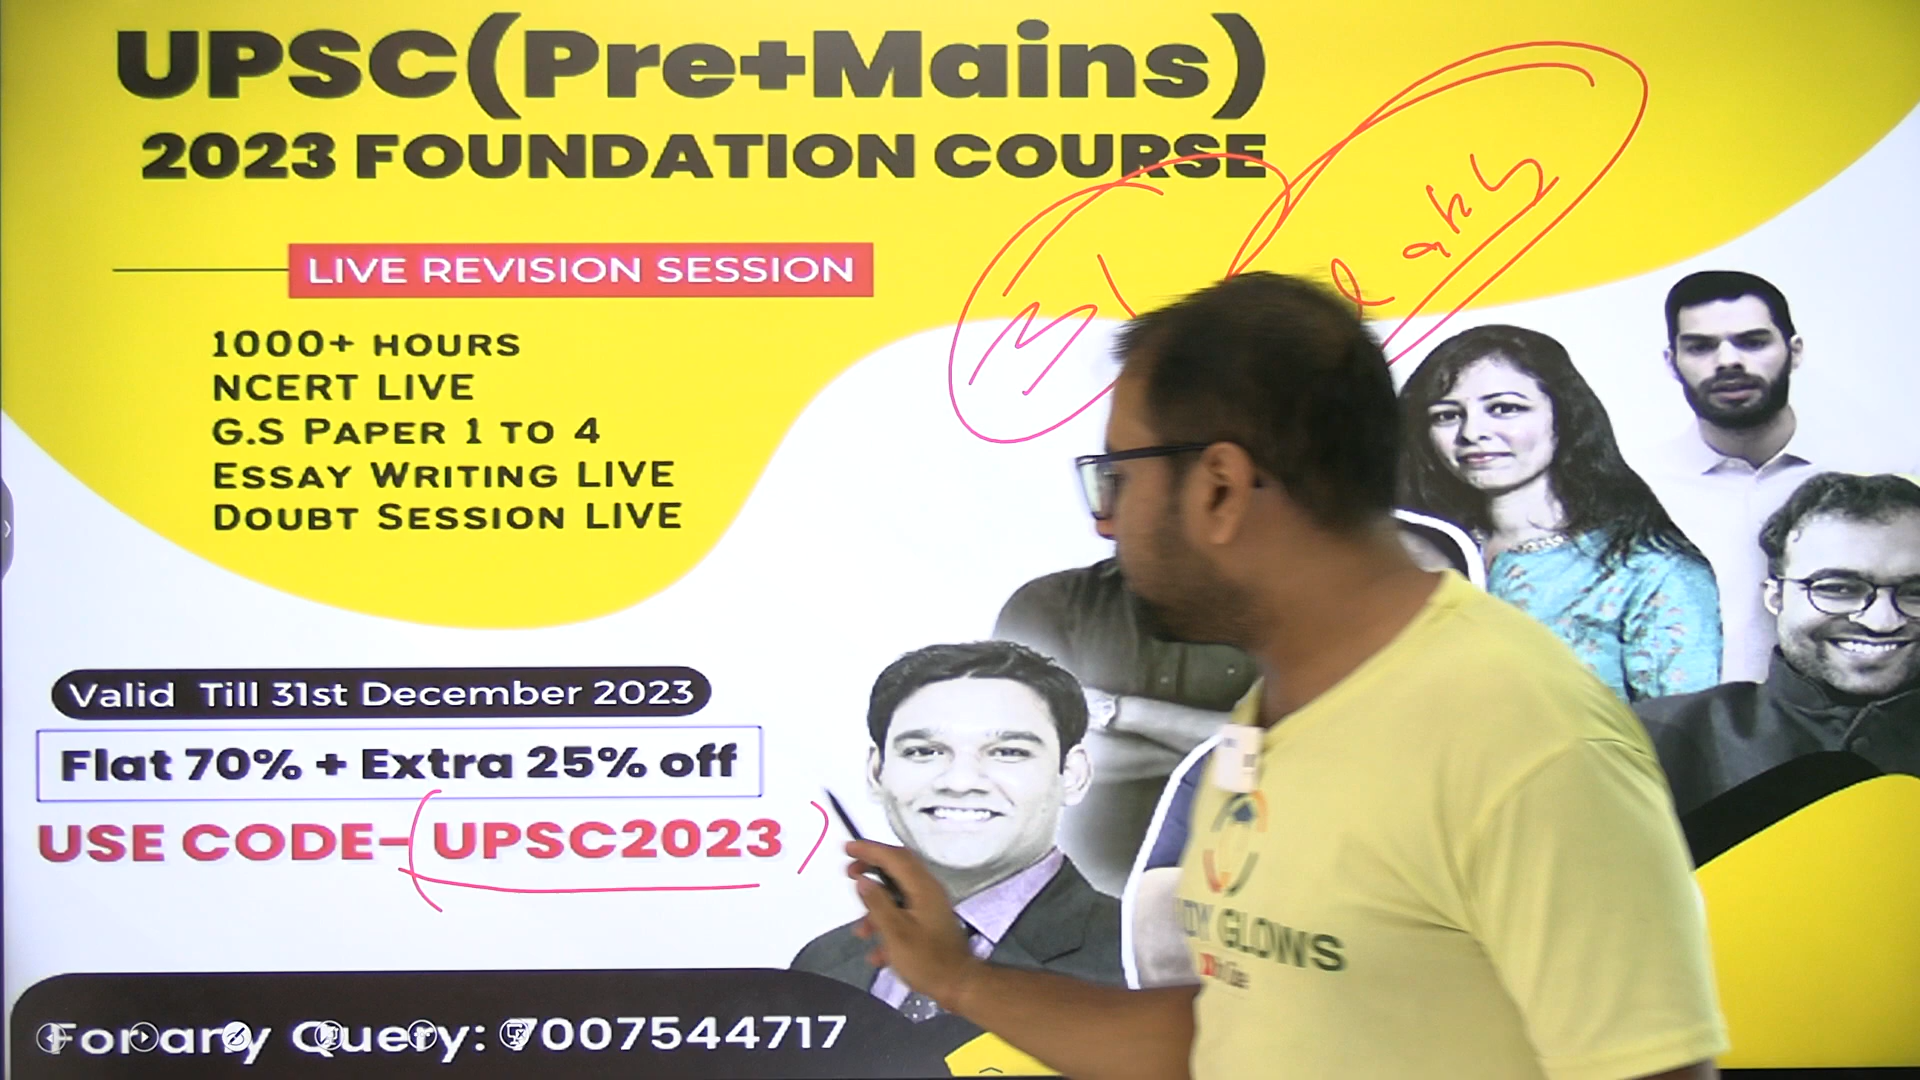 UPSC(Pre+Mains)
2023 FOUNDATION COURSE
LIVE REVISION SESSION
1000+ HOURS
NCERT LIVE
G.S PAPER 1 TO 4
ESSAY WRITING LIVE
DOUBT SESSION LIVE
Valid Till 31st December 2023
Flat 70% + Extra 25% off
USE CODE-UPSC2023
For any Query: 7007544717
GLOWS